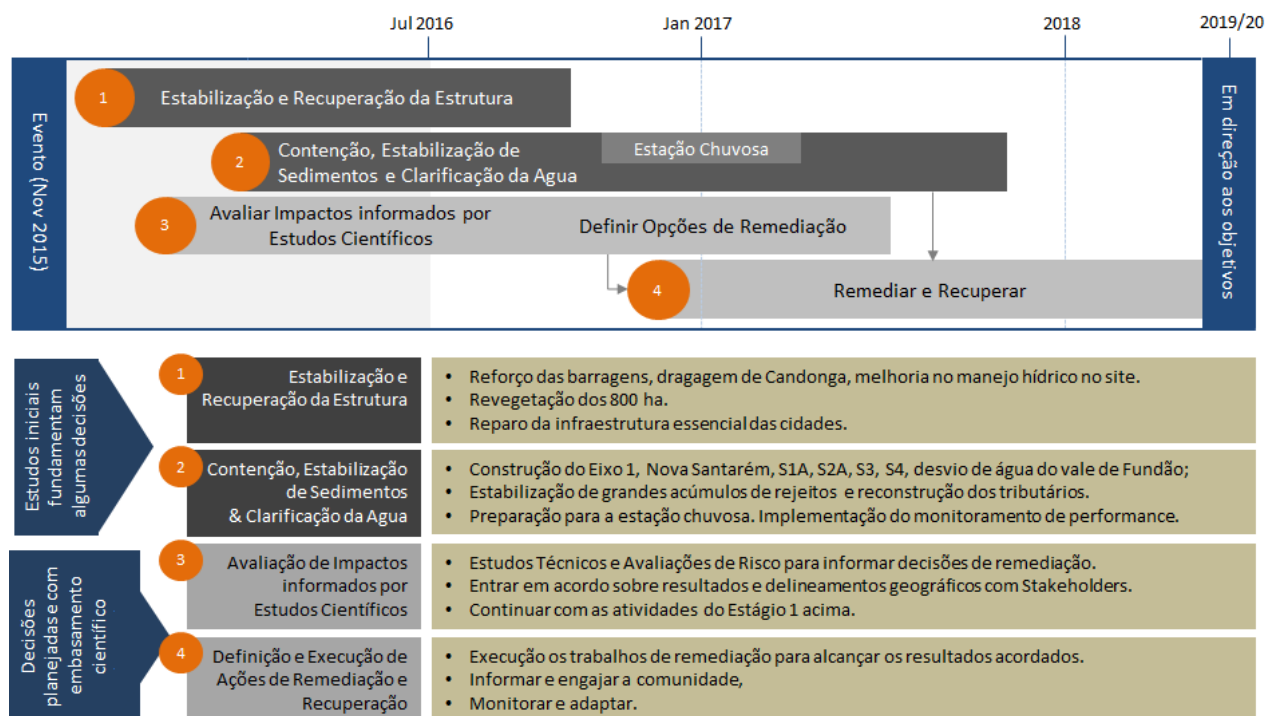 Jul 2016
Jan 2017
2018
2019/20
Evento (Nov 2015)
1
Estabilização e Recuperação da Estrutura
2
Contenção, Estabilização de
Sedimentos e Clarificação da Agua
Estação Chuvosa
3
Avaliar Impactos informados por
Estudos Científicos
Definir Opções de Remediação
4
Remediar e Recuperar
Em direção aos objetivos
Estudos iniciais
fundamentam
algumas decisões
1
Estabilização e
Recuperação da Estrutura
• Reforço das barragens, dragagem de Candonga, melhoria no manejo hídrico no site.
• Revegetação dos 800 ha.
• Reparo da infraestrutura essencial das cidades.
2
Contenção, Estabilização
de Sedimentos
& Clarificação da Agua
• Construção do Eixo 1, Nova Santarém, S1A, S2A, S3, S4, desvio de água do vale de Fundão;
• Estabilização de grandes acúmulos de rejeitos e reconstrução dos tributários.
• Preparação para a estação chuvosa. Implementação do monitoramento de performance.
Decisões
planejadas e com
embasamento
científico
3
Avaliação de Impactos
informados por
Estudos Científicos
• Estudos Técnicos e Avaliações de Risco para informar decisões de remediação.
• Entrar em acordo sobre resultados e delineamentos geográficos com Stakeholders.
• Continuar com as atividades do Estágio 1 acima.
4
Definição e Execução de
Ações de Remediação e
Recuperação
• Execução os trabalhos de remediação para alcançar os resultados acordados.
• Informar e engajar a comunidade,
• Monitorar e adaptar.